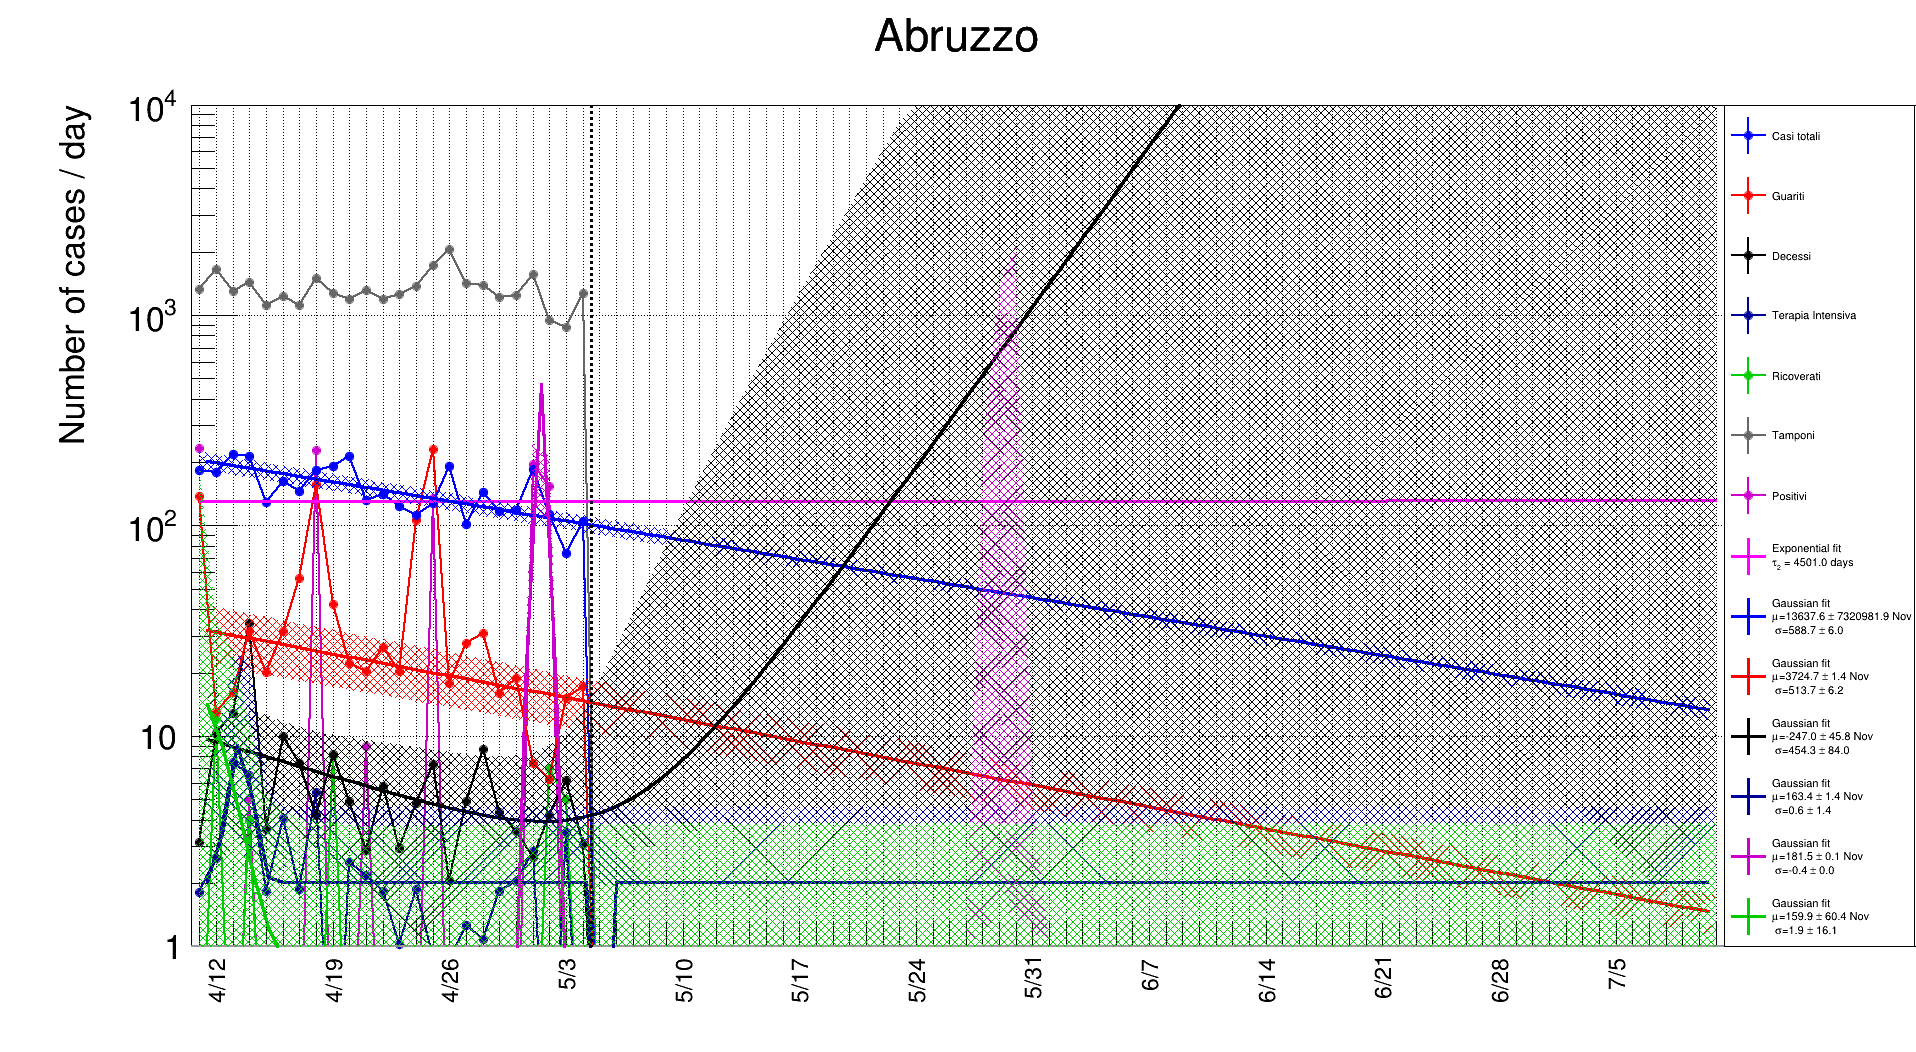 Abruzzo
Number of cases / day
10⁴
10³
10²
10
1
4/12
4/19
4/26
5/3
5/10
5/17
5/24
5/31
6/7
6/14
6/21
6/28
7/5
Casi totali
Guariti
Decessi
Terapia Intensiva
Ricoverati
Tamponi
Positivi
Exponential fit
τ₂ = 4501.0 days
Gaussian fit
μ=13637.6 ± 7320981.9 Nov
σ=588.7 ± 6.0
Gaussian fit
μ=3724.7 ± 1.4 Nov
σ=513.7 ± 6.2
Gaussian fit
μ=-247.0 ± 45.8 Nov
σ=454.3 ± 84.0
Gaussian fit
μ=163.4 ± 1.4 Nov
σ=0.6 ± 1.4
Gaussian fit
μ=181.5 ± 0.1 Nov
σ=-0.4 ± 0.0
Gaussian fit
μ=159.9 ± 60.4 Nov
σ=1.9 ± 16.1